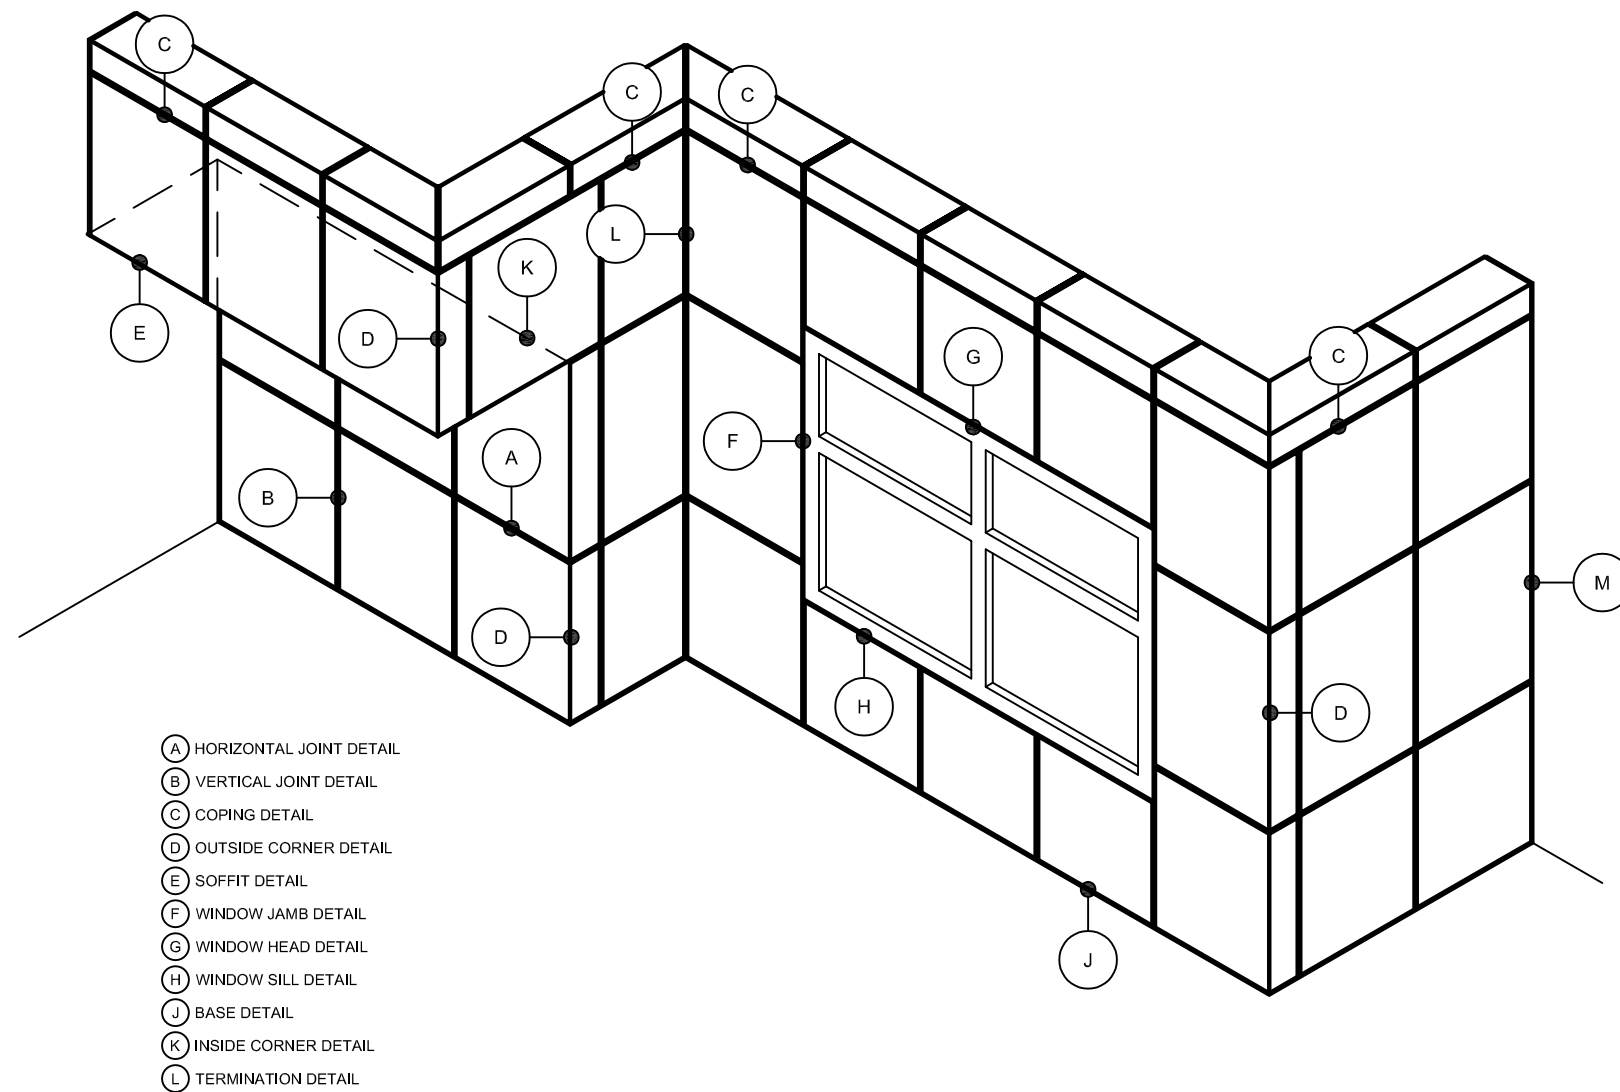 C
C
C
L
K
E
D
G
C
F
A
B
M
D
H
D
J
A HORIZONTAL JOINT DETAIL
B VERTICAL JOINT DETAIL
C COPING DETAIL
D OUTSIDE CORNER DETAIL
E SOFFIT DETAIL
F WINDOW JAMB DETAIL
G WINDOW HEAD DETAIL
H WINDOW SILL DETAIL
J BASE DETAIL
K INSIDE CORNER DETAIL
L TERMINATION DETAIL